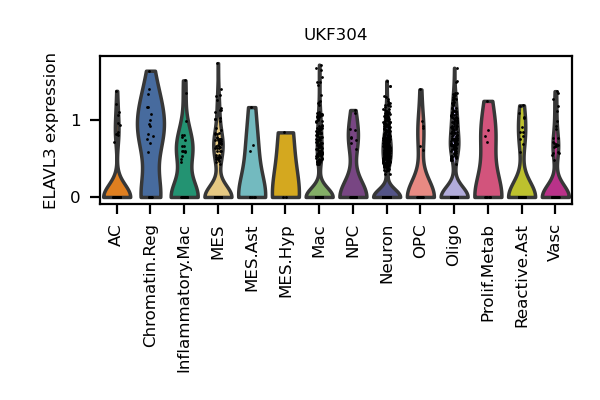 UKF304
ELAVL3 expression
1
0
AC
Chromatin.Reg
Inflammatory.Mac
MES
MES.Ast
MES.Hyp
Mac
NPC
Neuron
OPC
Oligo
Prolif.Metab
Reactive.Ast
Vasc